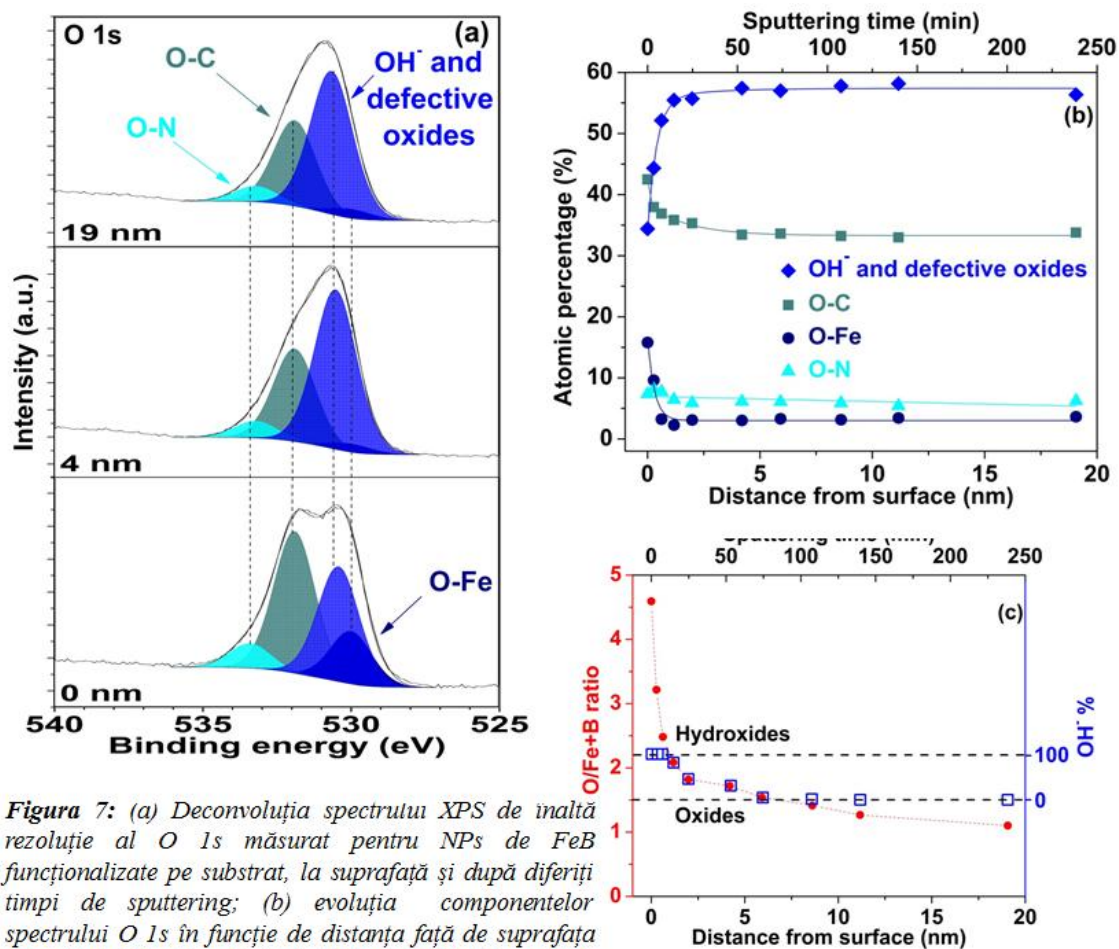 O 1s
(a)
O-C
OH⁻ and
defective
oxides
O-N
19 nm
4 nm
O-Fe
0 nm
Intensity (a.u.)
540 535 530 525
Binding energy (eV)
Sputtering time (min)
0 50 100 150 200 250
(b)
60
50
40
30
20
10
0
Atomic percentage (%)
OH⁻ and defective oxides
O-C
O-Fe
O-N
0 5 10 15 20
Distance from surface (nm)
Sputtering time (min)
0 50 100 150 200 250
(c)
5
4
3
2
1
0
O/Fe+B ratio
Hydroxides
Oxides
100
0
OH⁻ %
0 5 10 15 20
Distance from surface (nm)
Figura 7: (a) Deconvoluția spectrului XPS de înaltă
rezoluție al O 1s măsurat pentru NPs de FeB
funcționalizate pe substrat, la suprafață și după diferiți
timpi de sputtering; (b) evoluția componentelor
spectrului O 1s în funcție de distanța față de suprafața